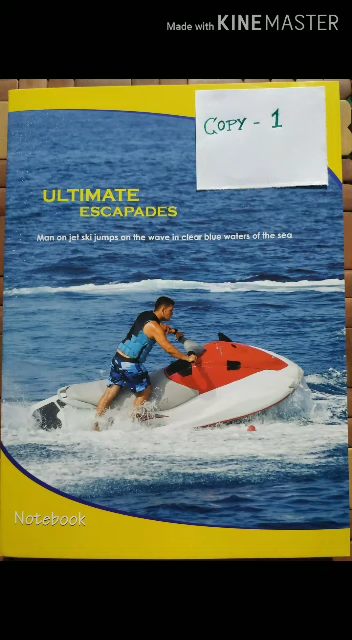 Made with KINEMASTER
COPY - 1
ULTIMATE
ESCAPADES
Man on jet ski jumps on the wave in clear blue waters of the sea
Notebook